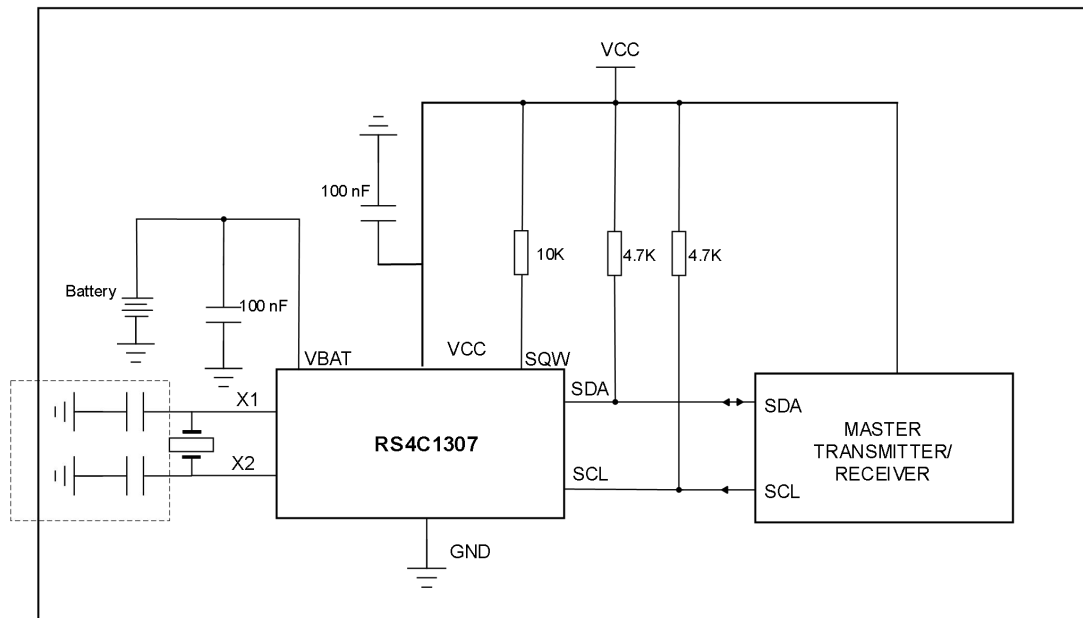 VCC
100 nF
10K
4.7K
4.7K
Battery
100 nF
VBAT
VCC
SQW
SDA
X1
SDA
RS4C1307
MASTER
TRANSMITTER/
RECEIVER
X2
SCL
SCL
GND